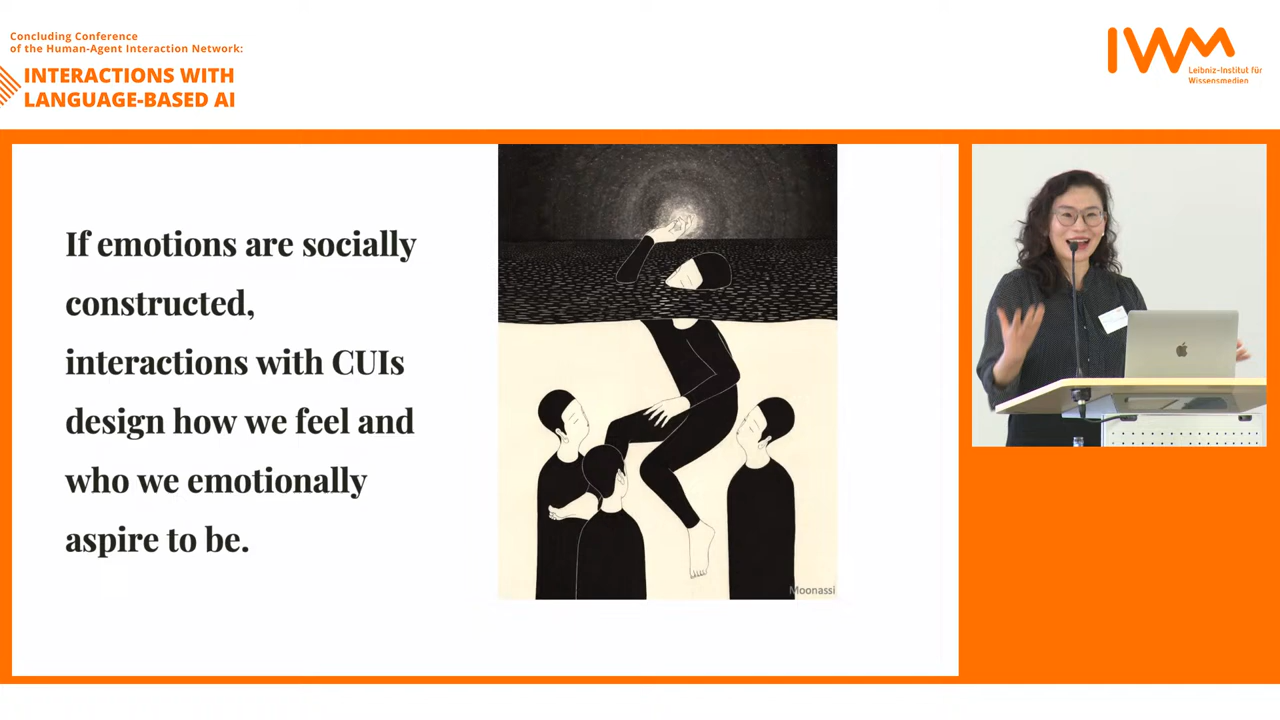 Concluding Conference
of the Human-Agent Interaction Network:
INTERACTIONS WITH
LANGUAGE-BASED AI
IWM
Leibniz-Institut für
Wissensmedien
If emotions are socially
constructed,
interactions with CUIs
design how we feel and
who we emotionally
aspire to be.
Moonassi